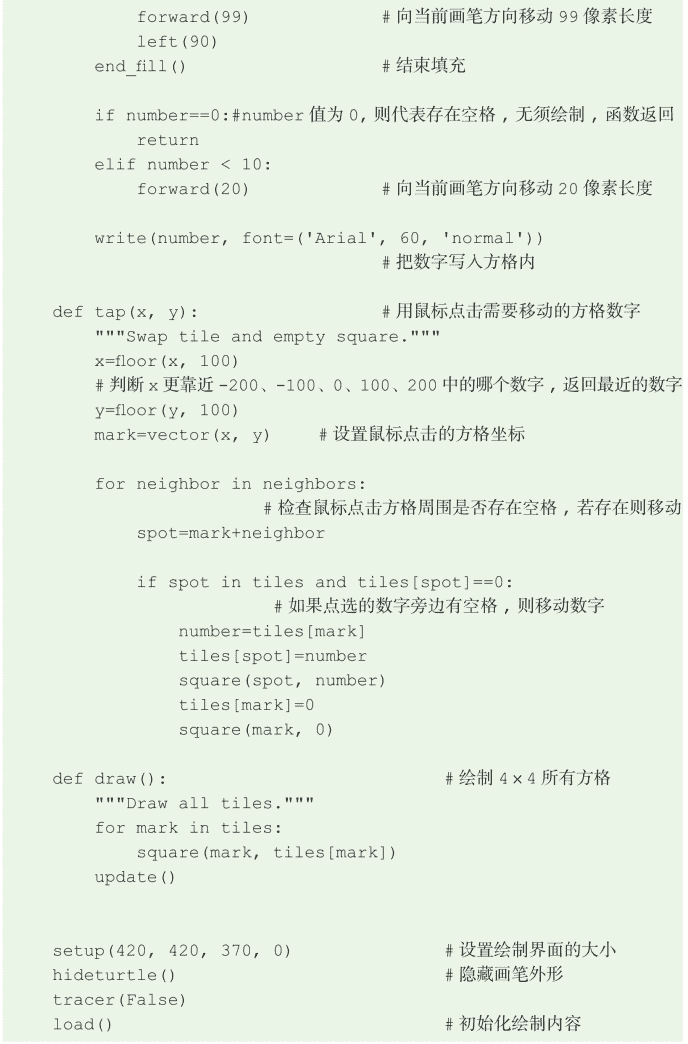 forward(99)    # 向当前画笔方向移动 99 像素长度
left(90)
end_fill()    # 结束填充
if number==0:#number 值为 0, 则代表存在空格，无须绘制，函数返回
return
elif number < 10:
forward(20)    # 向当前画笔方向移动 20 像素长度
write(number, font=('Arial', 60, 'normal'))
# 把数字写入方格内
def tap(x, y):    # 用鼠标点击需要移动的方格数字
"""Swap tile and empty square."""
x=floor(x, 100)
# 判断 x 更靠近 -200、-100、0、100、200 中的哪个数字，返回最近的数字
y=floor(y, 100)
mark=vector(x, y)    # 设置鼠标点击的方格坐标
for neighbor in neighbors:
# 检查鼠标点击方格周围是否存在空格，若存在则移动
spot=mark+neighbor
if spot in tiles and tiles[spot]==0:
# 如果点选的数字旁边有空格，则移动数字
number=tiles[mark]
tiles[spot]=number
square(spot, number)
tiles[mark]=0
square(mark, 0)
def draw():    # 绘制 4×4 所有方格
"""Draw all tiles."""
for mark in tiles:
square(mark, tiles[mark])
update()
setup(420, 420, 370, 0)    # 设置绘制界面的大小
hideturtle()    # 隐藏画笔外形
tracer(False)
load()    # 初始化绘制内容